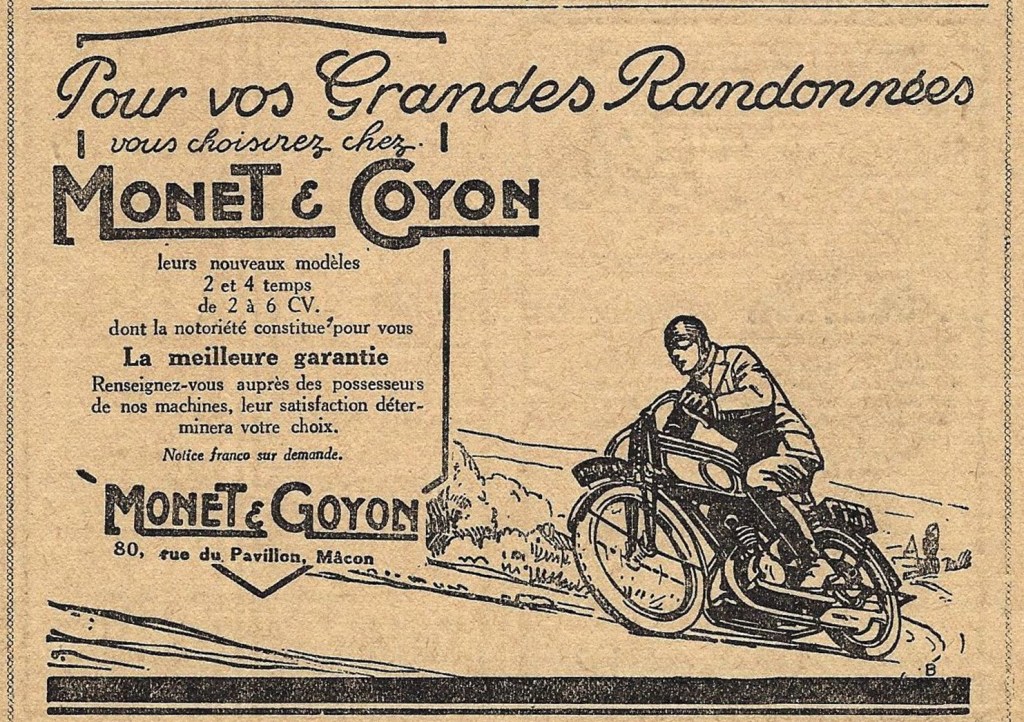 Pour vos Grandes Randonnées
vous choisirez chez.
MONET & GOYON
leurs nouveaux modèles
2 et 4 temps
de 2 à 6 CV.
dont la notoriété constitue pour vous
La meilleure garantie
Renseignez-vous auprès des possesseurs
de nos machines, leur satisfaction déter-
minera votre choix.
Notice franco sur demande.
MONET & GOYON
80, rue du Pavillon, Mâcon
B